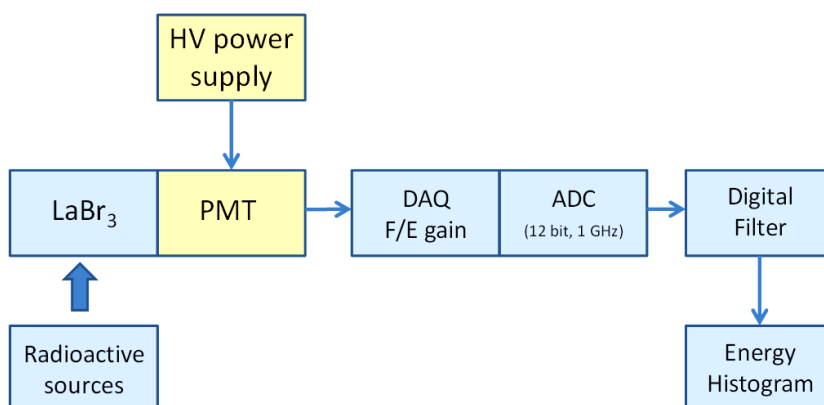 HV power
supply
LaBr₃
PMT
DAQ
F/E gain
ADC
(12 bit, 1 GHz)
Digital
Filter
Radioactive
sources
Energy
Histogram